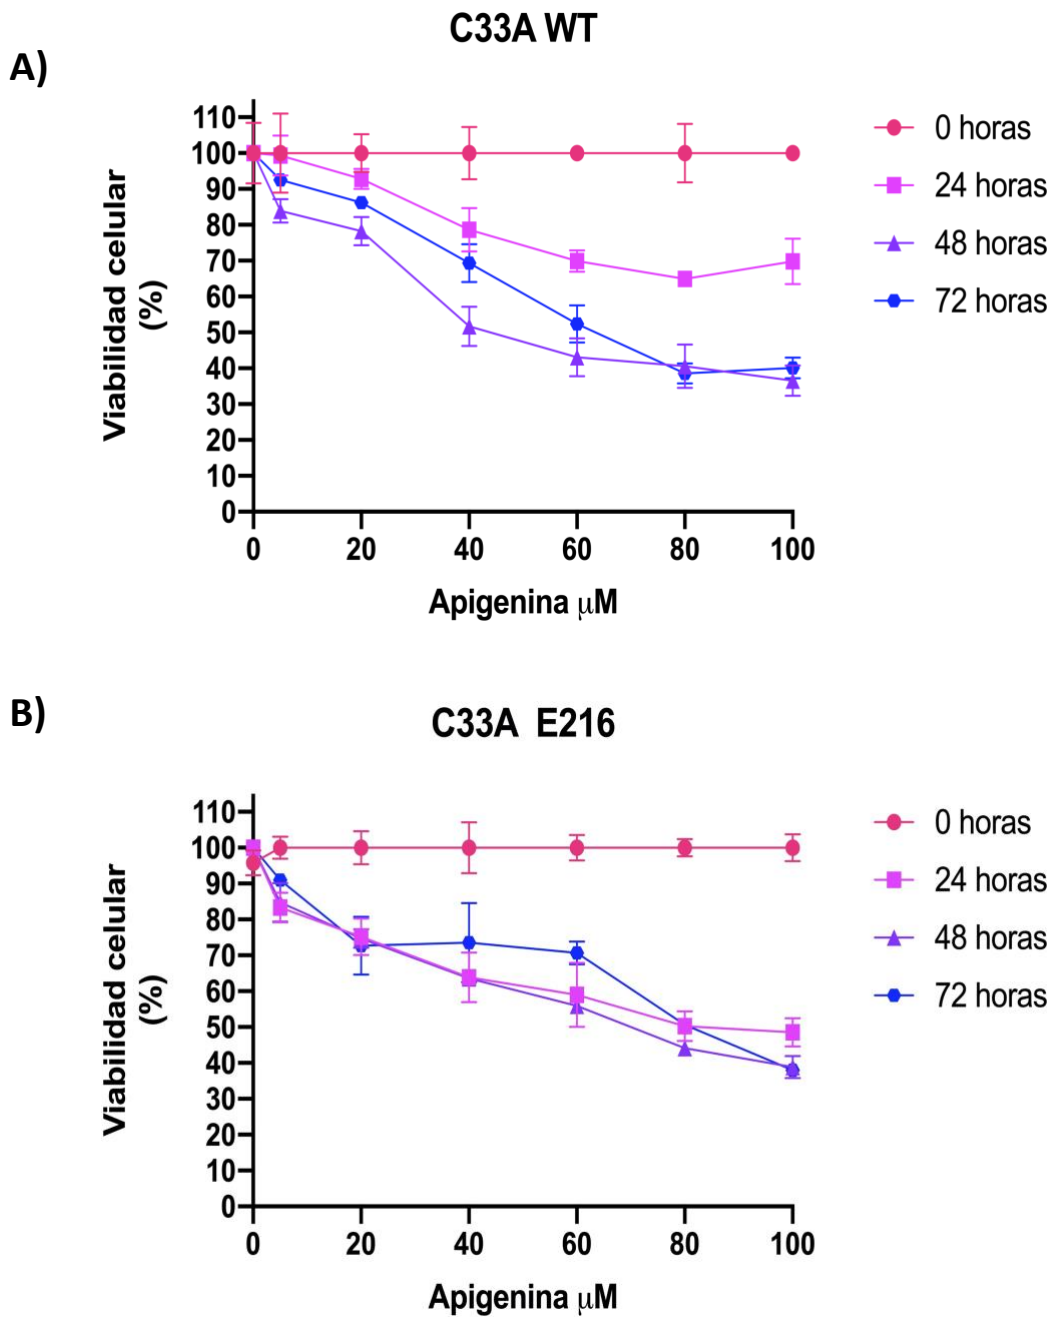 A)
C33A WT
Viabilidad celular
(%)
110
100
90
80
70
60
50
40
30
20
10
0
0 20 40 60 80 100
Apigenina μM
0 horas
24 horas
48 horas
72 horas
B)
C33A E216
Viabilidad celular
(%)
110
100
90
80
70
60
50
40
30
20
10
0
0 20 40 60 80 100
Apigenina μM
0 horas
24 horas
48 horas
72 horas